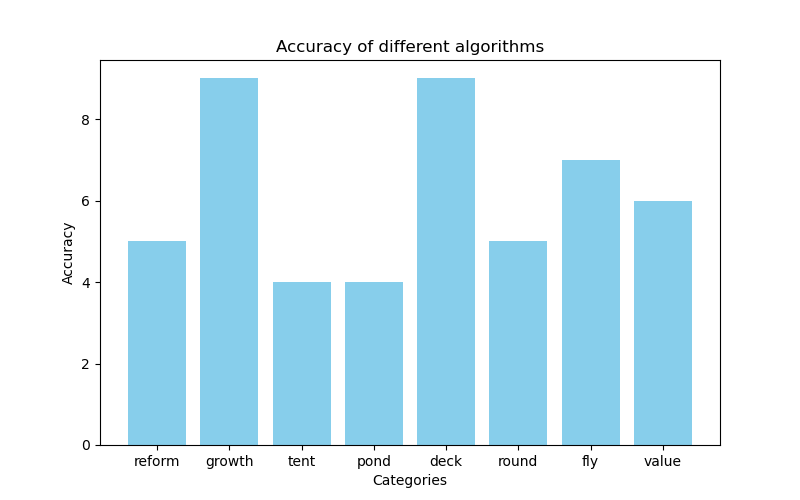 Accuracy of different algorithms
Accuracy
8
6
4
2
0
reform growth tent pond deck round fly value
Categories